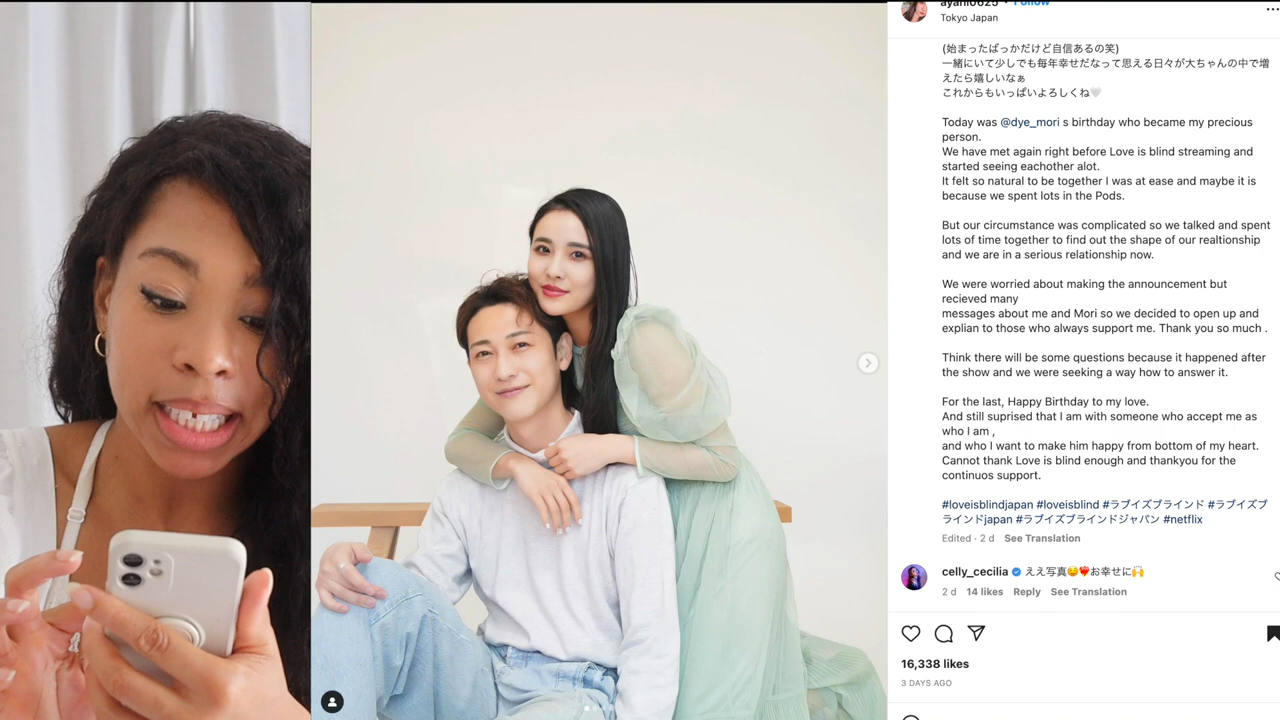 Tokyo Japan
(始まったばっかだけど自信あるの笑)
一緒にいて少しでも毎年幸せだなって思える日々が大ちゃんの中で増
えたら嬉しいなぁ
これからもいっぱいよろしくね🤍
Today was @dye_mori s birthday who became my precious
person.
We have met again right before Love is blind streaming and
started seeing eachother alot.
It felt so natural to be together I was at ease and maybe it is
because we spent lots in the Pods.
But our circumstance was complicated so we talked and spent
lots of time together to find out the shape of our realtionship
and we are in a serious relationship now.
We were worried about making the announcement but
recieved many
messages about me and Mori so we decided to open up and
explian to those who always support me. Thank you so much .
Think there will be some questions because it happened after
the show and we were seeking a way how to answer it.
For the last, Happy Birthday to my love.
And still suprised that I am with someone who accept me as
who I am ,
and who I want to make him happy from bottom of my heart.
Cannot thank Love is blind enough and thankyou for the
continuos support.
#loveisblindjapan #loveisblind #ラブイズブラインド #ラブイズブ
ラインドjapan #ラブイズブラインドジャパン #netflix
Edited · 2 d See Translation
celly_cecilia ええ写真😆❤️‍🔥お幸せに🙌
2 d 14 likes Reply See Translation
16,338 likes
3 DAYS AGO